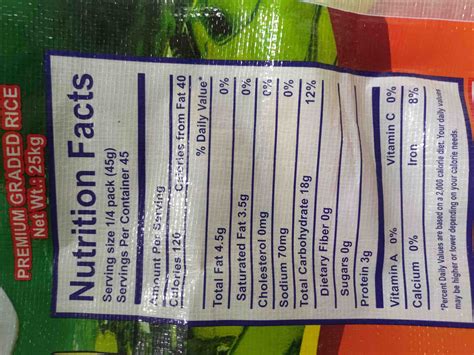 PREMIUM GRADED RICE
Net Wt.: 25Kg
Nutrition Facts
Serving size 1/4 pack (45g)
Servings Per Container 45
Amount Per Serving
Calories 120 Calories from Fat 40
% Daily Value*
Total Fat 4.5g 0%
Saturated Fat 3.5g 0%
Cholesterol 0mg 0%
Sodium 70mg 0%
Total Carbohydrate 18g 12%
Dietary Fiber 0g
Sugars 0g
Protein 3g
Vitamin A 0% Vitamin C 0%
Calcium 0% Iron 8%
*Percent Daily Values are based on a 2,000 calorie diet. Your daily values
may be higher or lower depending on your calorie needs.